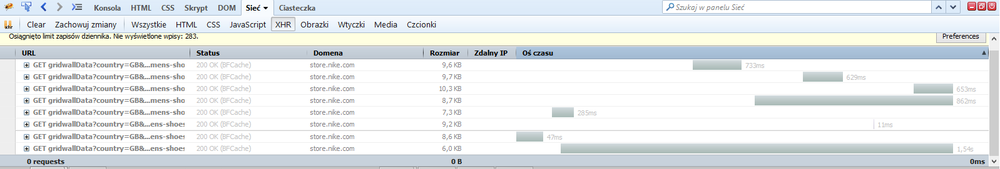 Konsola HTML CSS Skrypt DOM Sieć Ciasteczka Szukaj w panelu Sieć
xhr Clear Zachowuj zmiany Wszystkie HTML CSS JavaScript XHR Obrazki Wtyczki Media Czcionki
Osiągnięto limit zapisów dziennika. Nie wyświetlone wpisy: 283. Preferences
URL Status Domena Rozmiar Zdalny IP Oś czasu
GET gridwallData?country=GB&...mens-sho 200 OK (BFCache) store.nike.com 9,6 KB 733ms
GET gridwallData?country=GB&...mens-sho 200 OK (BFCache) store.nike.com 9,7 KB 629ms
GET gridwallData?country=GB&...mens-sho 200 OK (BFCache) store.nike.com 10,3 KB 653ms
GET gridwallData?country=GB&...mens-sho 200 OK (BFCache) store.nike.com 8,7 KB 862ms
GET gridwallData?country=GB&...mens-sho 200 OK (BFCache) store.nike.com 7,3 KB 285ms
GET gridwallData?country=GB&...ens-shoes 200 OK (BFCache) store.nike.com 9,2 KB 11ms
GET gridwallData?country=GB&...ens-shoes 200 OK (BFCache) store.nike.com 8,6 KB 47ms
GET gridwallData?country=GB&...ens-shoes 200 OK (BFCache) store.nike.com 6,0 KB 1,54s
0 requests 0 B 0ms